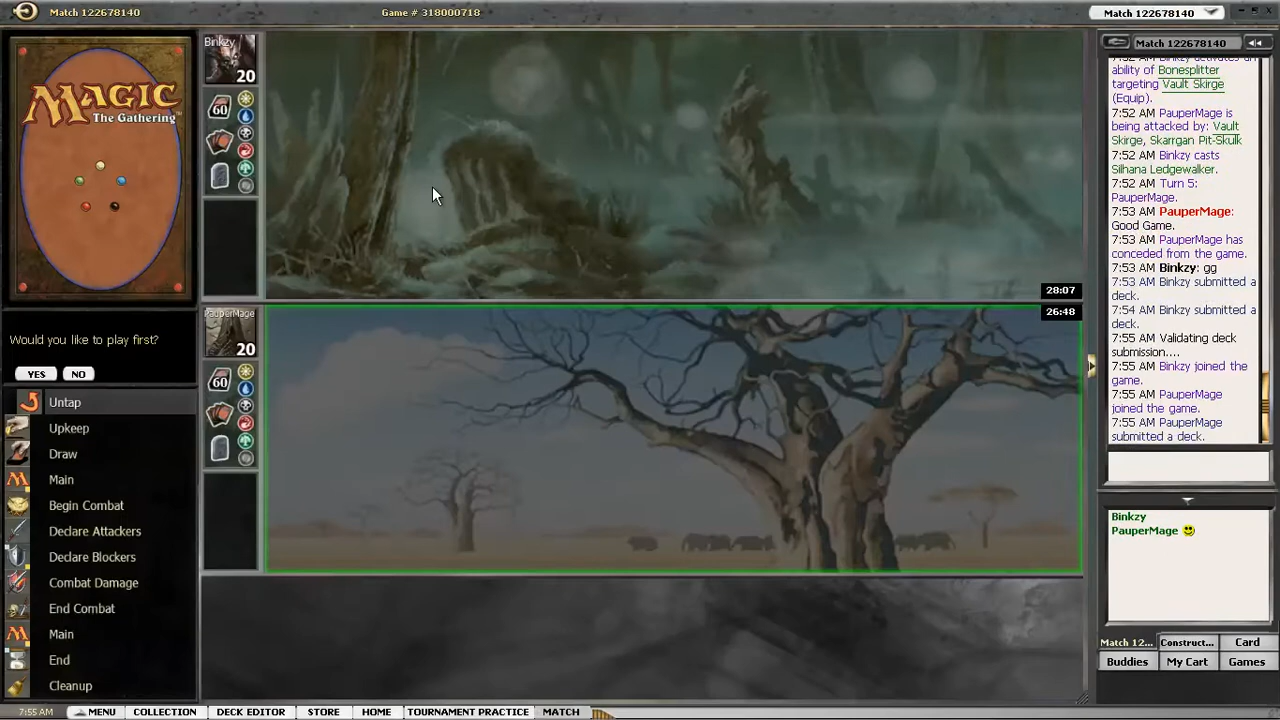 Match 122678140
Game # 318000718
Match 122678140
MAGIC
The Gathering
Binkzy
20
60
28:07
PauperMage
20
60
26:48
Would you like to play first?
YES
NO
Untap
Upkeep
Draw
Main
Begin Combat
Declare Attackers
Declare Blockers
Combat Damage
End Combat
Main
End
Cleanup
Match 122678140
7:52 AM Binkzy activates an
ability of Bonesplitter
targeting Vault Skirge
(Equip).
7:52 AM PauperMage is
being attacked by: Vault
Skirge, Skarrgan Pit-Skulk
7:52 AM Binkzy casts
Silhana Ledgewalker.
7:52 AM Turn 5:
PauperMage.
7:53 AM PauperMage:
Good Game.
7:53 AM PauperMage has
conceded from the game.
7:53 AM Binkzy: gg
7:53 AM Binkzy submitted a
deck.
7:54 AM Binkzy submitted a
deck.
7:55 AM Validating deck
submission....
7:55 AM Binkzy joined the
game.
7:55 AM PauperMage
joined the game.
7:55 AM PauperMage
submitted a deck.
Binkzy
PauperMage
Match 12...
Construct...
Card
Buddies
My Cart
Games
7:55 AM
MENU
COLLECTION
DECK EDITOR
STORE
HOME
TOURNAMENT PRACTICE
MATCH